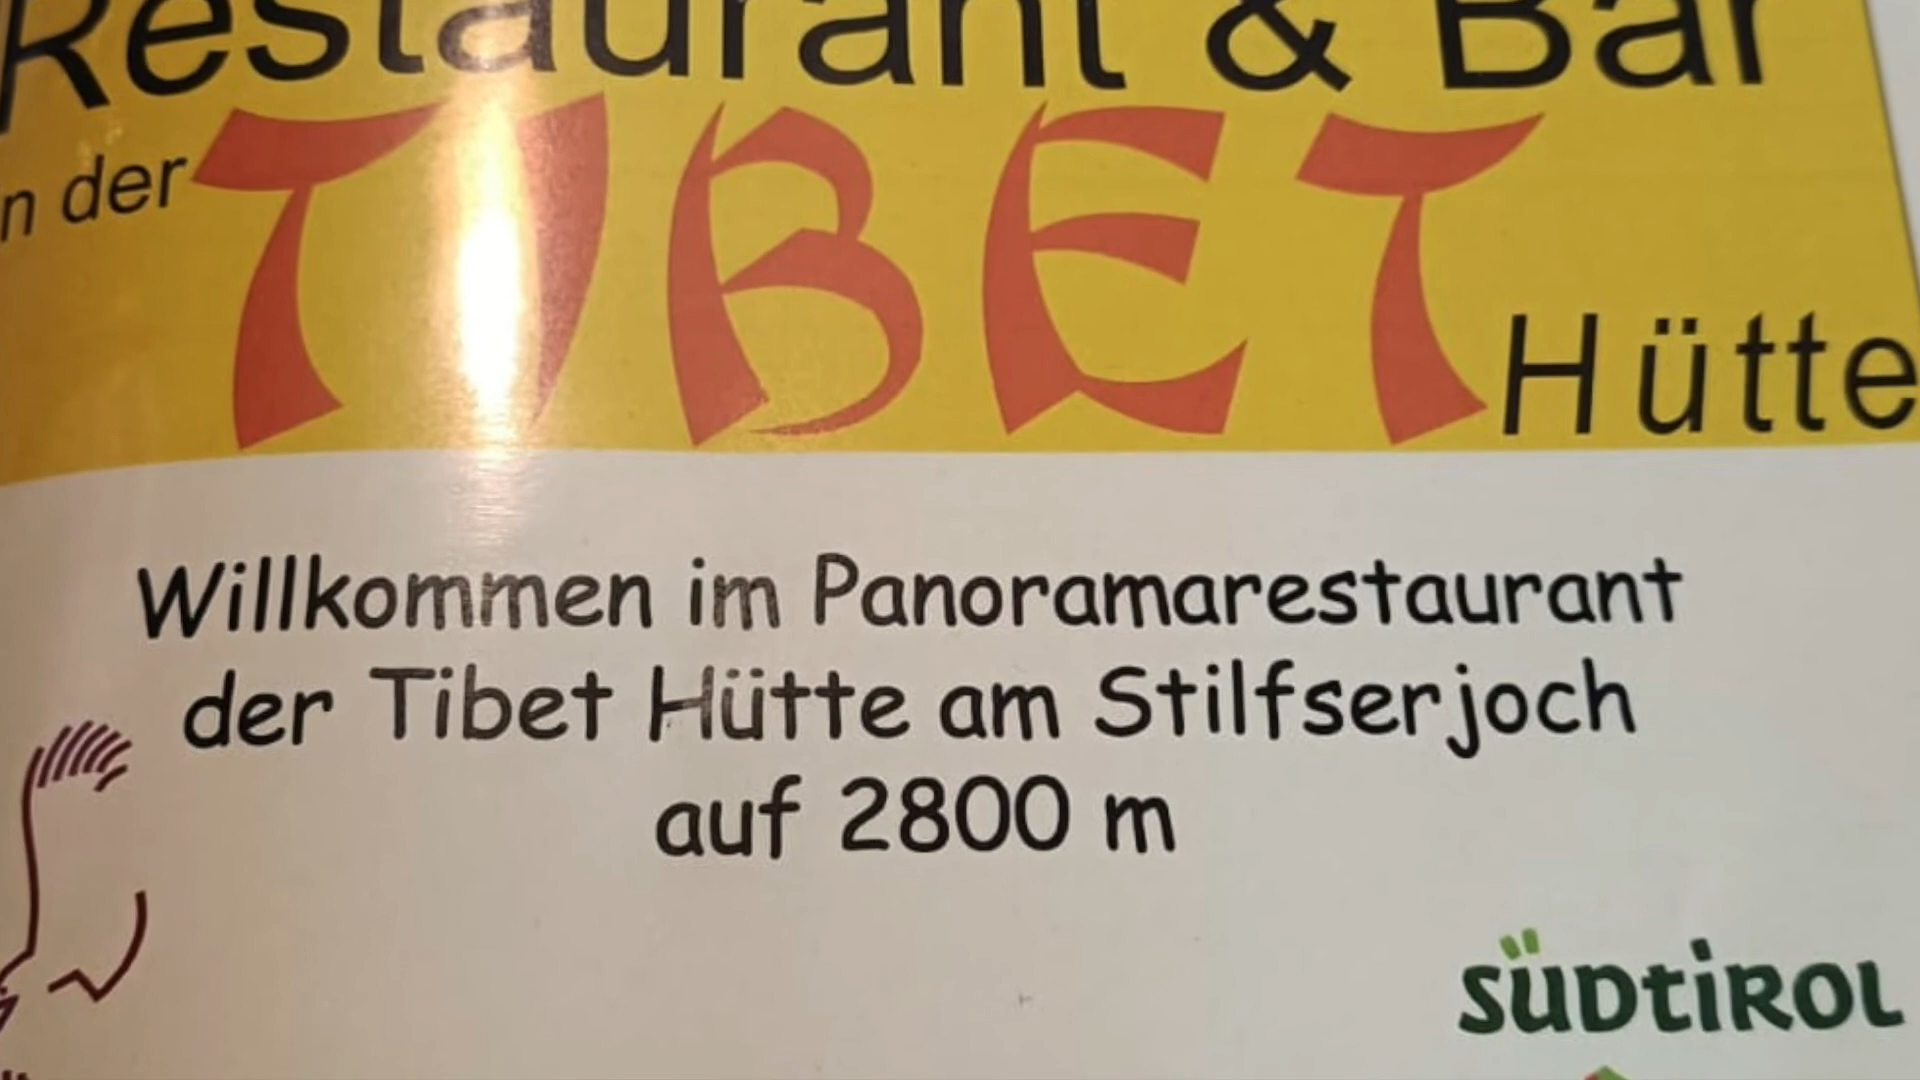 Restaurant & Bar
n der TIBET Hütte
Willkommen im Panoramarestaurant
der Tibet Hütte am Stilfserjoch
auf 2800 m
SÜDTIROL